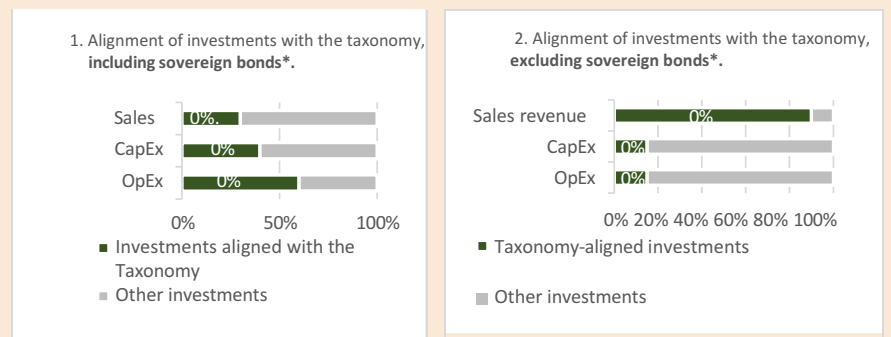 1. Alignment of investments with the taxonomy,
including sovereign bonds*.
Sales
0%.
CapEx
0%
OpEx
0%
0% 50% 100%
Investments aligned with the
Taxonomy
Other investments
2. Alignment of investments with the taxonomy,
excluding sovereign bonds*.
Sales revenue
0%
CapEx
0%
OpEx
0%
0% 20% 40% 60% 80% 100%
Taxonomy-aligned investments
Other investments